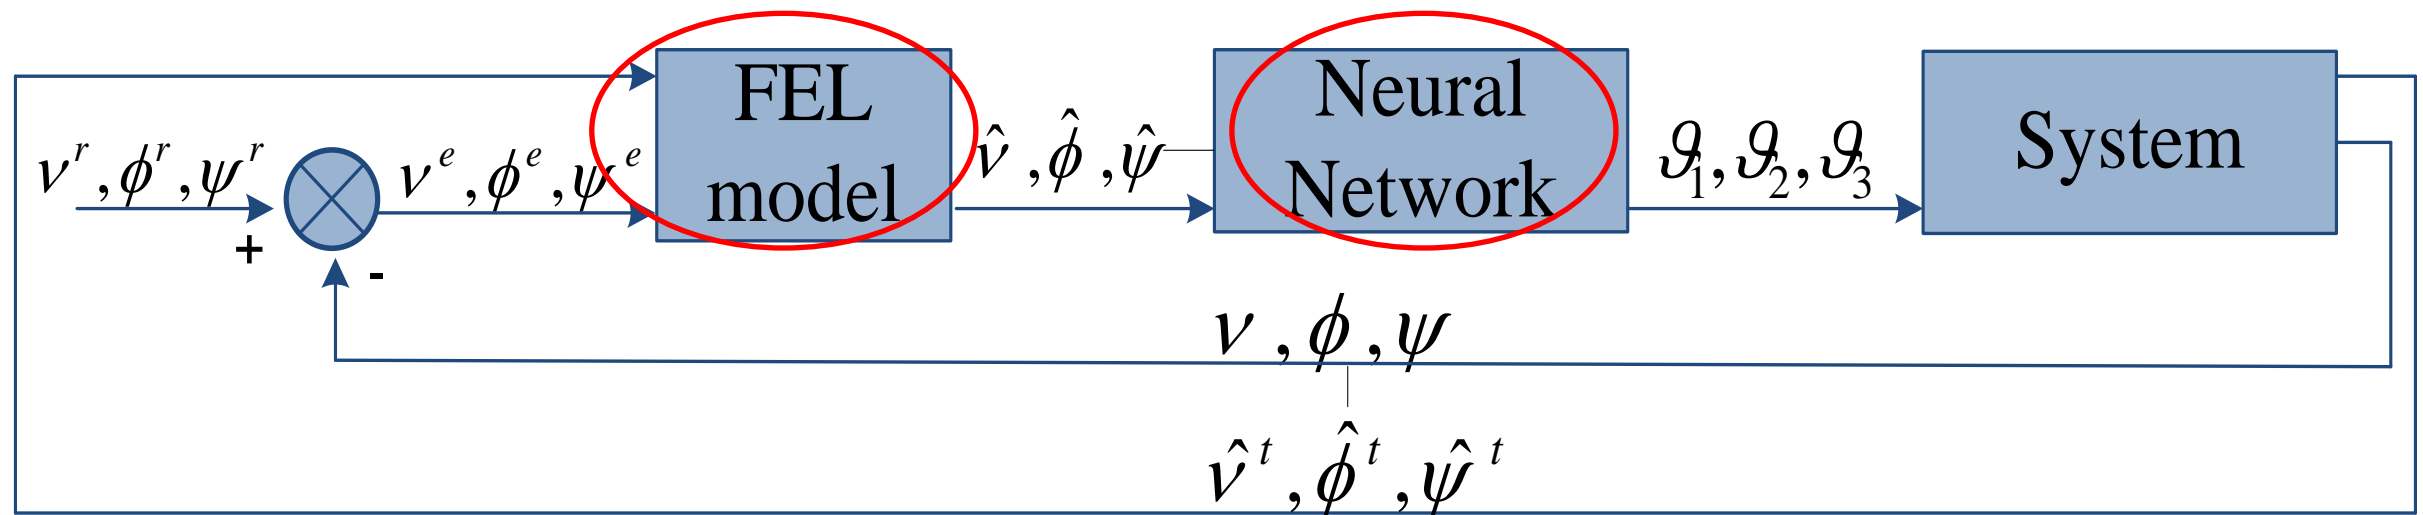 FEL
model
Neural
Network
System
ν^r, ϕ^r, ψ^r
+
-
ν^e, ϕ^e, ψ^e
ν̂, ϕ̂, ψ̂
ϑ₁, ϑ₂, ϑ₃
ν, ϕ, ψ
ν̂^t, ϕ̂^t, ψ̂^t